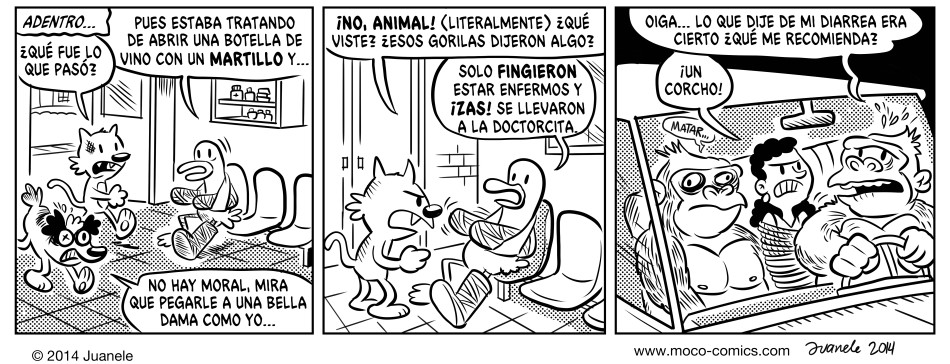 ADENTRO...
¿QUÉ FUE LO
QUE PASÓ?
PUES ESTABA TRATANDO
DE ABRIR UNA BOTELLA DE
VINO CON UN MARTILLO Y...
NO HAY MORAL, MIRA
QUE PEGARLE A UNA BELLA
DAMA COMO YO...
¡NO, ANIMAL! (LITERALMENTE) ¿QUÉ
VISTE? ¿ESOS GORILAS DIJERON ALGO?
SOLO FINGIERON
ESTAR ENFERMOS Y
¡ZAS! SE LLEVARON
A LA DOCTORCITA.
OIGA... LO QUE DIJE DE MI DIARREA ERA
CIERTO ¿QUÉ ME RECOMIENDA?
¡UN
CORCHO!
MATAR...
© 2014 Juanele
www.moco-comics.com
Juanele 2014